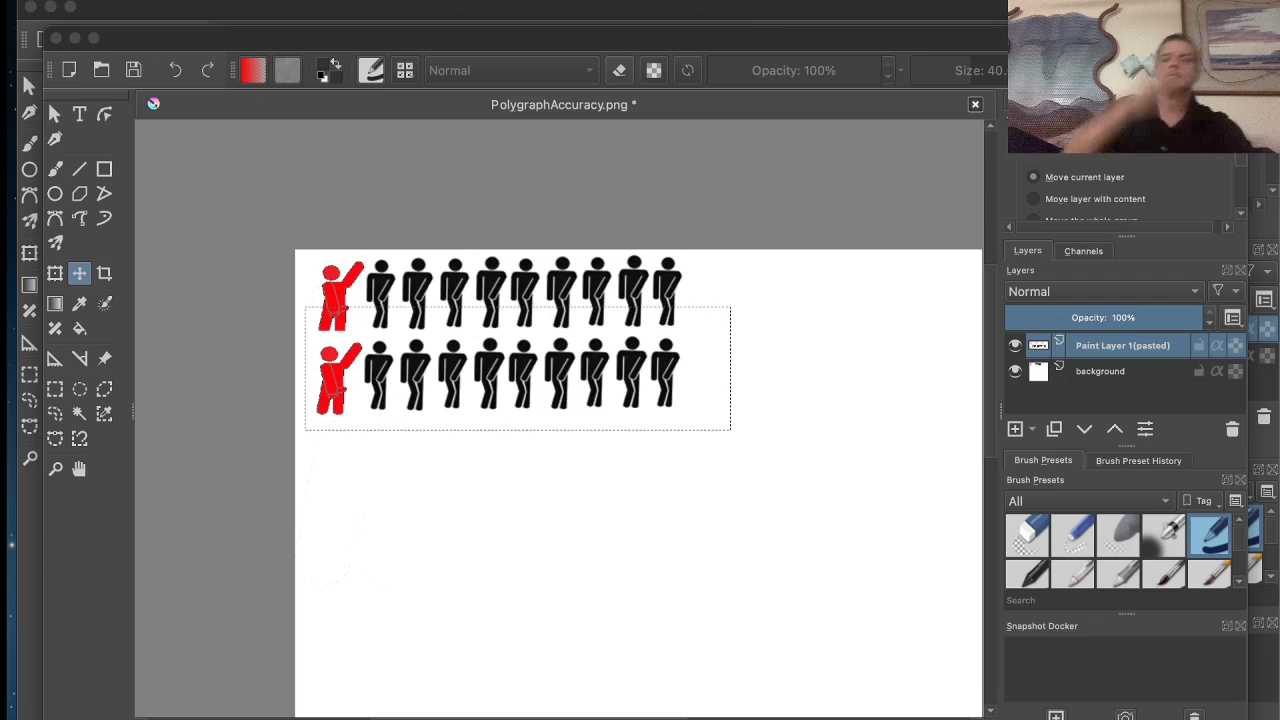 Normal
Opacity: 100%
Size: 40.
PolygraphAccuracy.png *
Move current layer
Move layer with content
Layers
Channels
Layers
Normal
Opacity: 100%
Paint Layer 1(pasted)
background
Brush Presets
Brush Preset History
Brush Presets
All
Tag
Search
Snapshot Docker